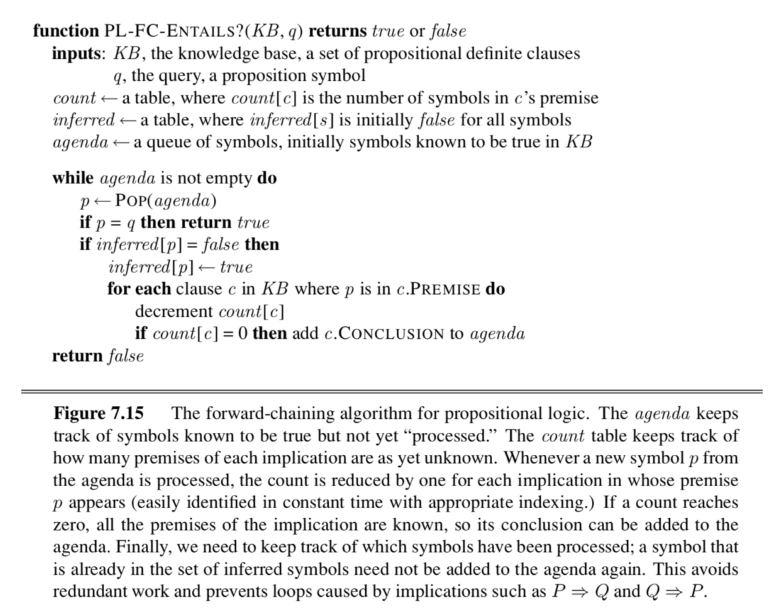 function PL-FC-ENTAILS?(KB, q) returns true or false
inputs: KB, the knowledge base, a set of propositional definite clauses
q, the query, a proposition symbol
count ← a table, where count[c] is the number of symbols in c's premise
inferred ← a table, where inferred[s] is initially false for all symbols
agenda ← a queue of symbols, initially symbols known to be true in KB
while agenda is not empty do
p ← POP(agenda)
if p = q then return true
if inferred[p] = false then
inferred[p] ← true
for each clause c in KB where p is in c.PREMISE do
decrement count[c]
if count[c] = 0 then add c.CONCLUSION to agenda
return false
Figure 7.15 The forward-chaining algorithm for propositional logic. The agenda keeps
track of symbols known to be true but not yet “processed.” The count table keeps track of
how many premises of each implication are as yet unknown. Whenever a new symbol p from
the agenda is processed, the count is reduced by one for each implication in whose premise
p appears (easily identified in constant time with appropriate indexing.) If a count reaches
zero, all the premises of the implication are known, so its conclusion can be added to the
agenda. Finally, we need to keep track of which symbols have been processed; a symbol that
is already in the set of inferred symbols need not be added to the agenda again. This avoids
redundant work and prevents loops caused by implications such as P ⇒ Q and Q ⇒ P.